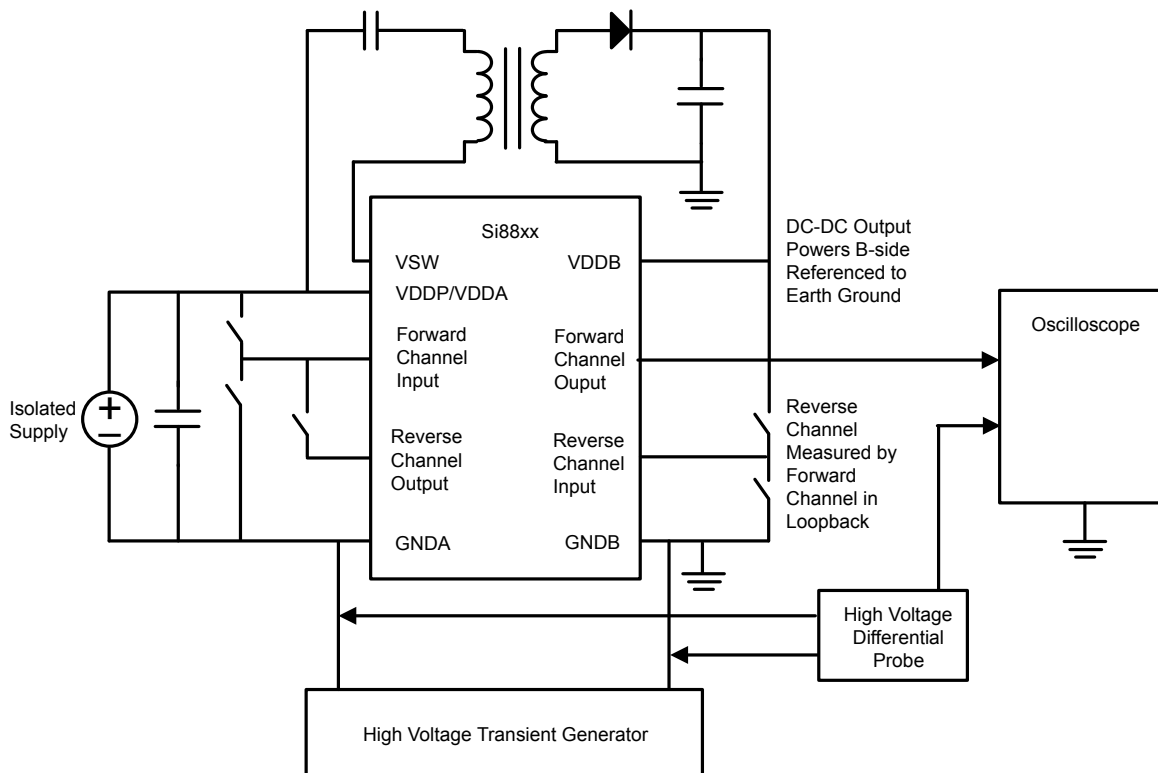 Si88xx
VSW
VDDB
VDDP/VDDA
DC-DC Output
Powers B-side
Referenced to
Earth Ground
Forward
Channel
Input
Forward
Channel
Ouput
Oscilloscope
Isolated
Supply
+
−
Reverse
Channel
Output
Reverse
Channel
Input
Reverse
Channel
Measured by
Forward
Channel in
Loopback
GNDA
GNDB
High Voltage
Differential
Probe
High Voltage Transient Generator